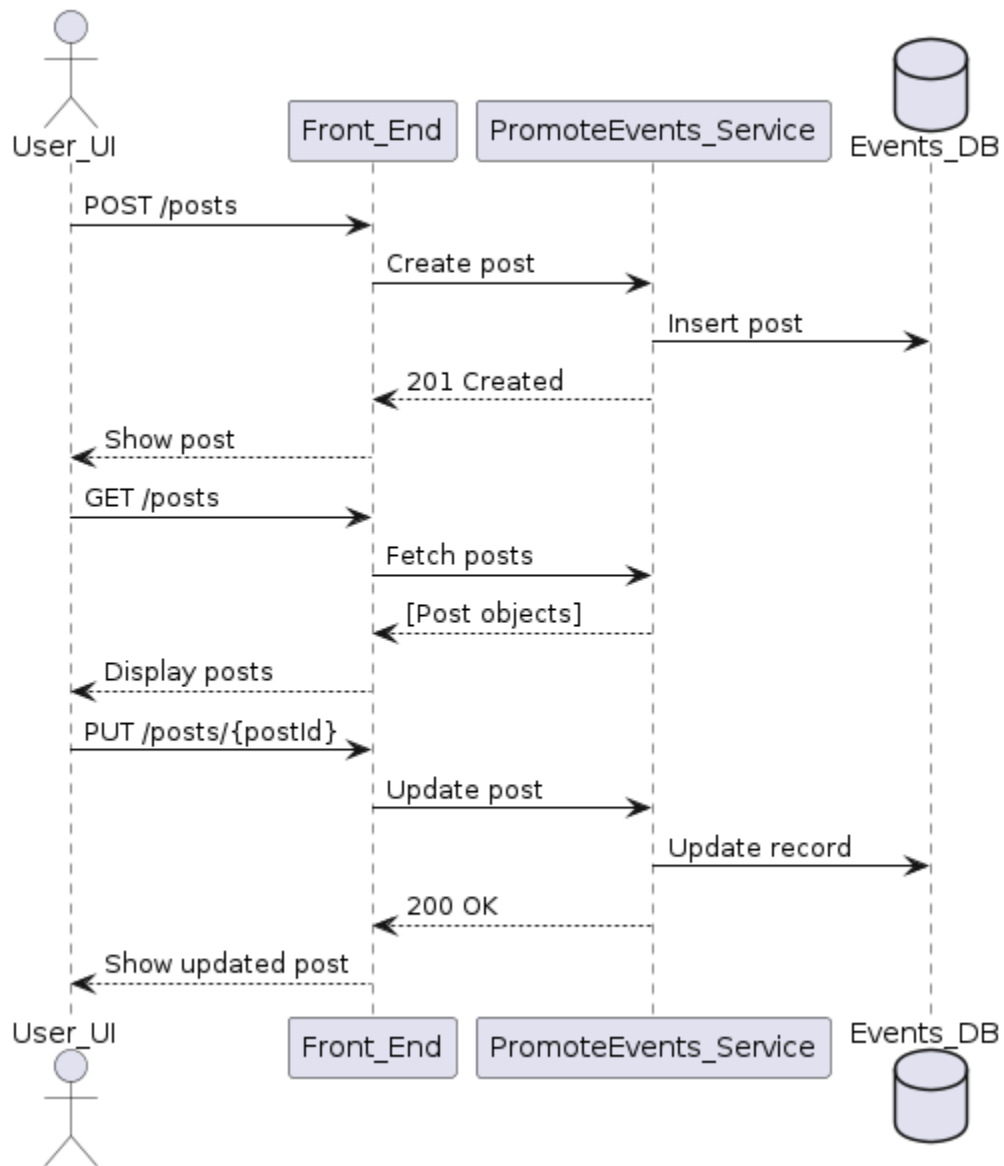 User_UI
Front_End
PromoteEvents_Service
Events_DB
POST /posts
Create post
Insert post
201 Created
Show post
GET /posts
Fetch posts
[Post objects]
Display posts
PUT /posts/{postId}
Update post
Update record
200 OK
Show updated post
User_UI
Front_End
PromoteEvents_Service
Events_DB